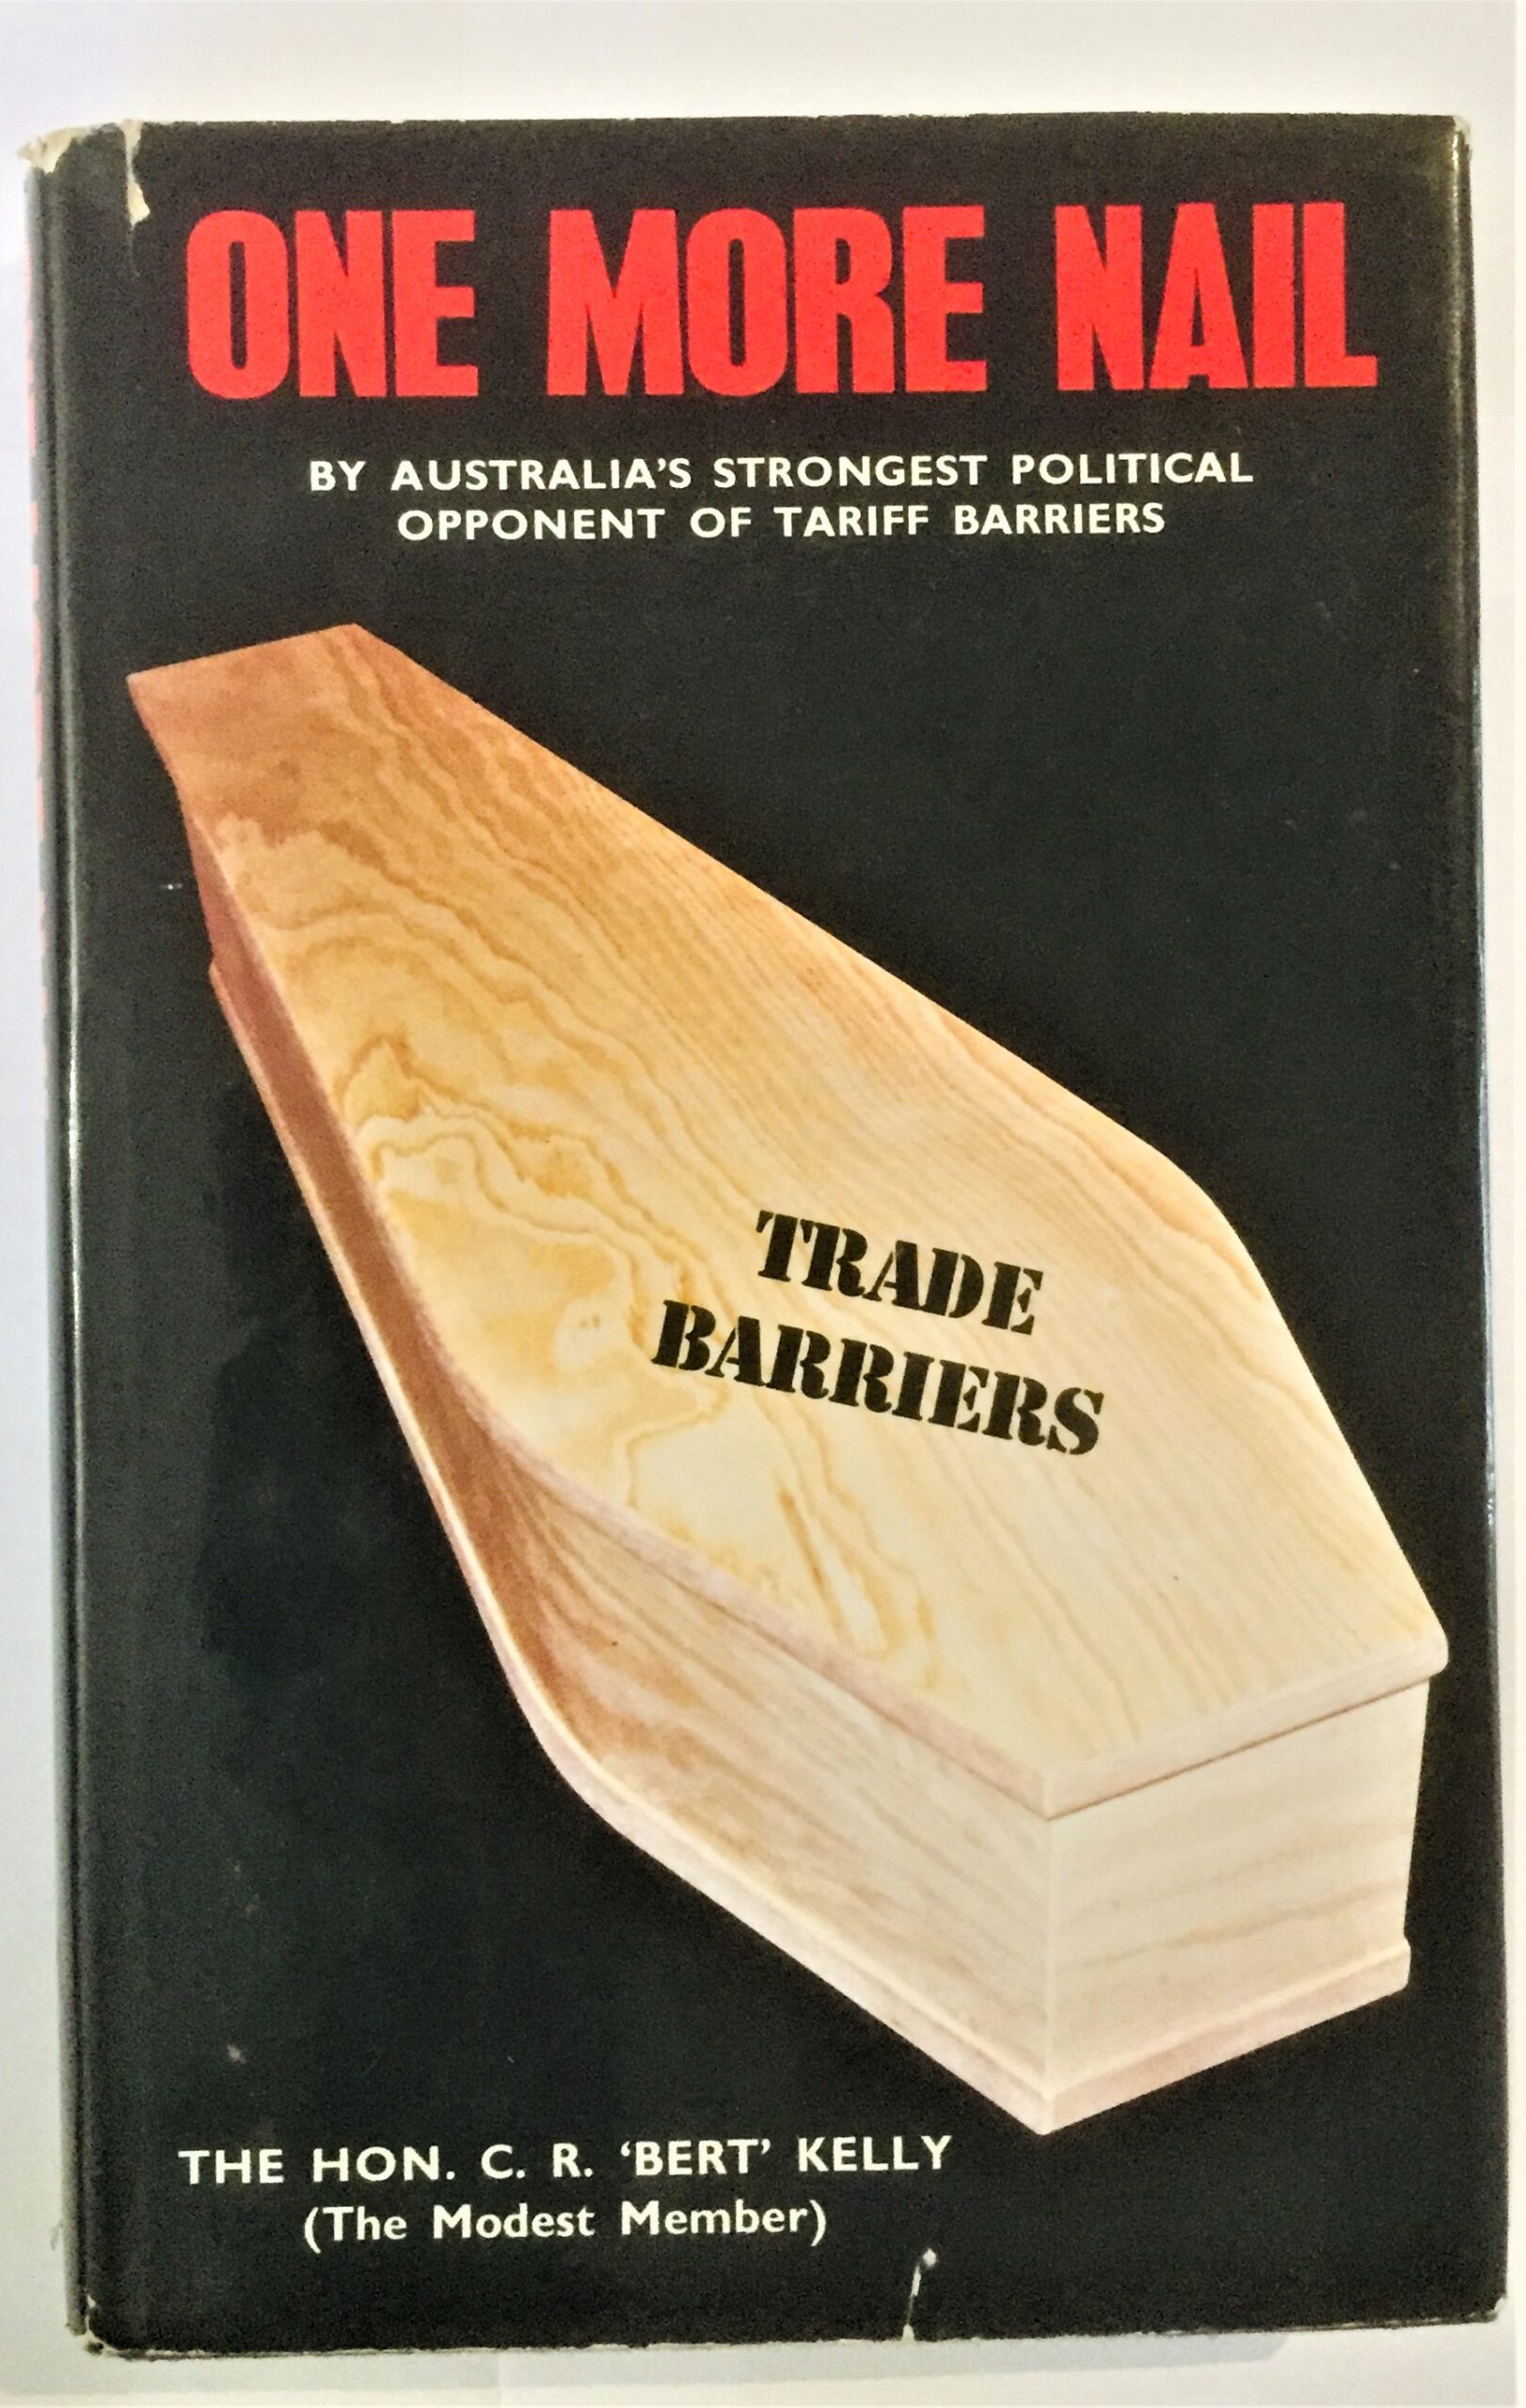 ONE MORE NAIL
BY AUSTRALIA'S STRONGEST POLITICAL
OPPONENT OF TARIFF BARRIERS
TRADE
BARRIERS
THE HON. C. R. ‘BERT’ KELLY
(The Modest Member)